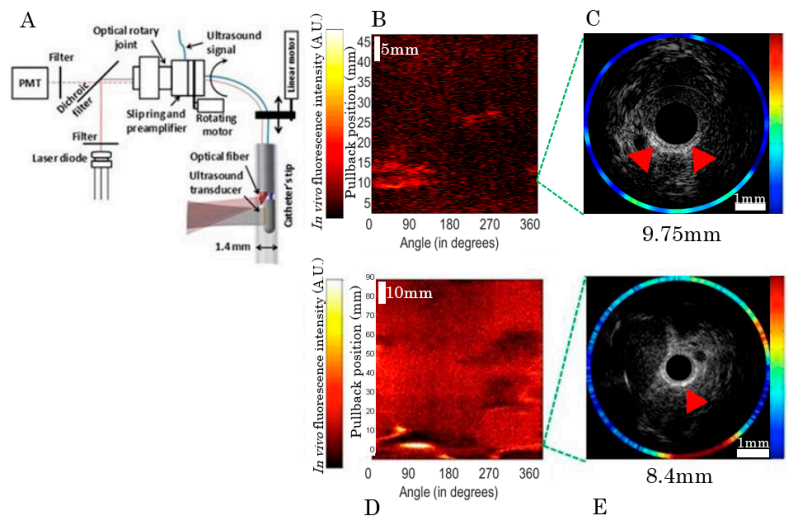 A
Optical rotary
joint
Ultrasound
signal
Filter
PMT
Dichroic
filter
Slip ring and
preamplifier
Rotating
motor
Linear motor
Filter
Laser diode
Optical fiber
Ultrasound
transducer
Catheter's tip
1.4 mm
B
In vivo fluorescence intensity (A.U.)
Pullback position (mm)
5mm
45
40
35
30
25
20
15
10
5
0
90
180
270
360
Angle (in degrees)
C
1mm
9.75mm
In vivo fluorescence intensity (A.U.)
Pullback position (mm)
10mm
90
80
70
60
50
40
30
20
10
0
0
90
180
270
360
Angle (in degrees)
D
1mm
8.4mm
E